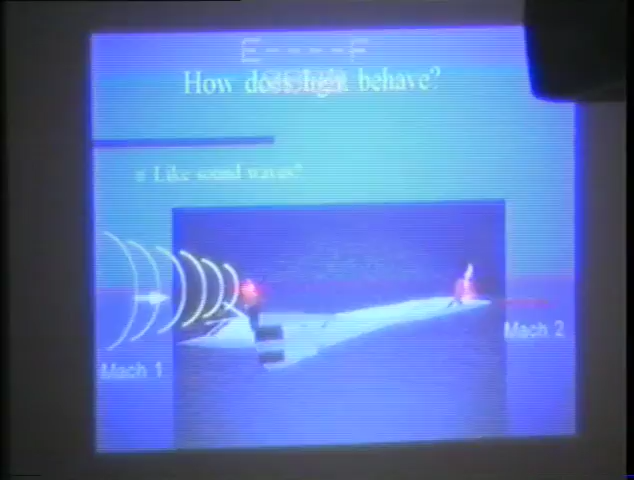 E-----F
How does light behave?
Like sound waves?
Mach 2
Mach 1